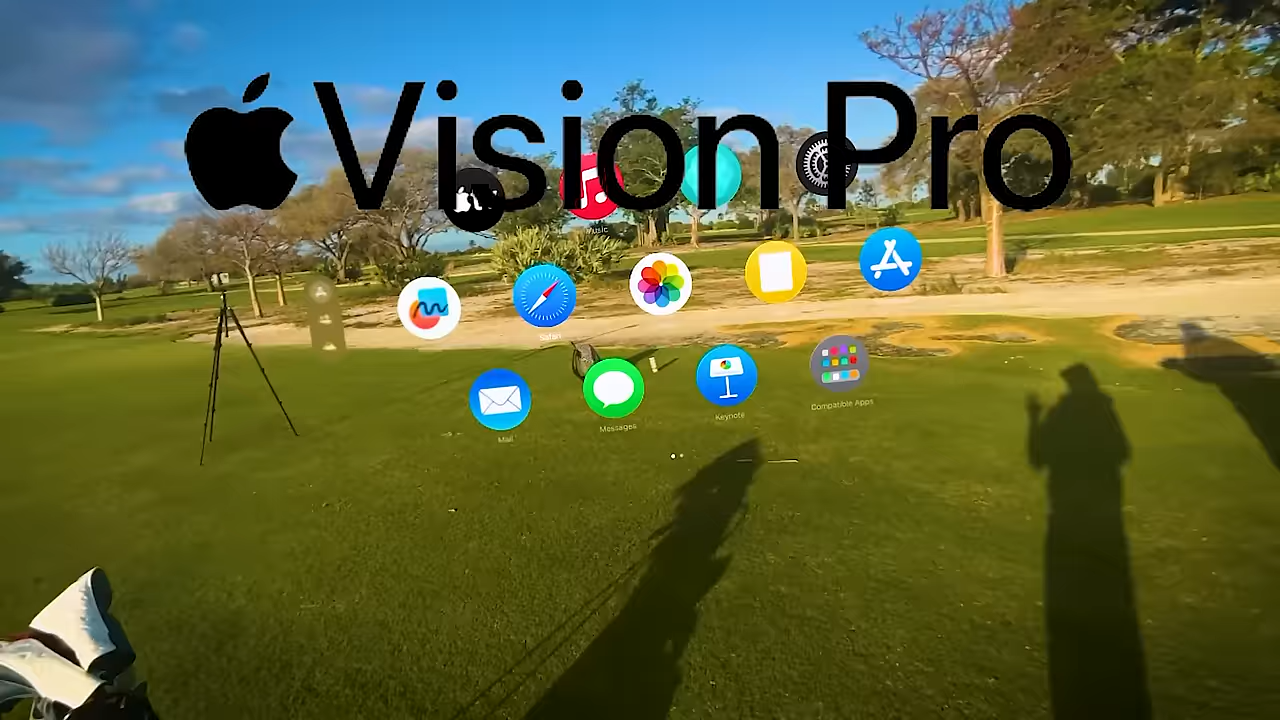 Vision Pro
Music
Safari
Mail
Messages
Keynote
Compatible Apps